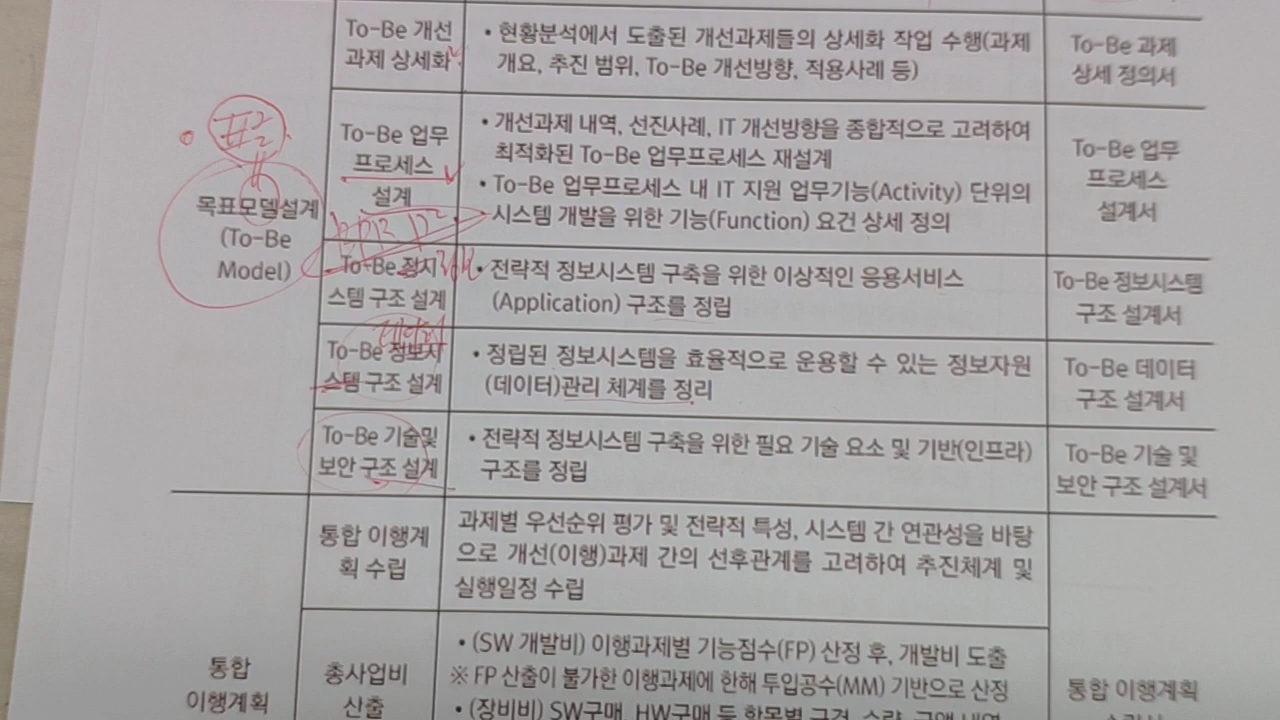 To-Be 개선
과제 상세화
• 현황분석에서 도출된 개선과제들의 상세화 작업 수행(과제
개요, 추진 범위, To-Be 개선방향, 적용사례 등)
To-Be 과제
상세 정의서
목표모델설계
(To-Be
Model)
To-Be 업무
프로세스
설계
• 개선과제 내역, 선진사례, IT 개선방향을 종합적으로 고려하여
최적화된 To-Be 업무프로세스 재설계
• To-Be 업무프로세스 내 IT 지원 업무기능(Activity) 단위의
시스템 개발을 위한 기능(Function) 요건 상세 정의
To-Be 업무
프로세스
설계서
To-Be 정시
스템 구조 설계
• 전략적 정보시스템 구축을 위한 이상적인 응용서비스
(Application) 구조를 정립
To-Be 정보시스템
구조 설계서
To-Be 정보시
스템 구조 설계
• 정립된 정보시스템을 효율적으로 운용할 수 있는 정보자원
(데이터)관리 체계를 정리
To-Be 데이터
구조 설계서
To-Be 기술및
보안 구조 설계
• 전략적 정보시스템 구축을 위한 필요 기술 요소 및 기반(인프라)
구조를 정립
To-Be 기술 및
보안 구조 설계서
통합 이행계
획 수립
과제별 우선순위 평가 및 전략적 특성, 시스템 간 연관성을 바탕
으로 개선(이행)과제 간의 선후관계를 고려하여 추진체계 및
실행일정 수립
통합
이행계획
총사업비
산출
• (SW 개발비) 이행과제별 기능점수(FP) 산정 후, 개발비 도출
※ FP 산출이 불가한 이행과제에 한해 투입공수(MM) 기반으로 산정
• (장비비) SW구매, HW구매 등 항목별 규격, 수량, 금액 내역
통합 이행계획